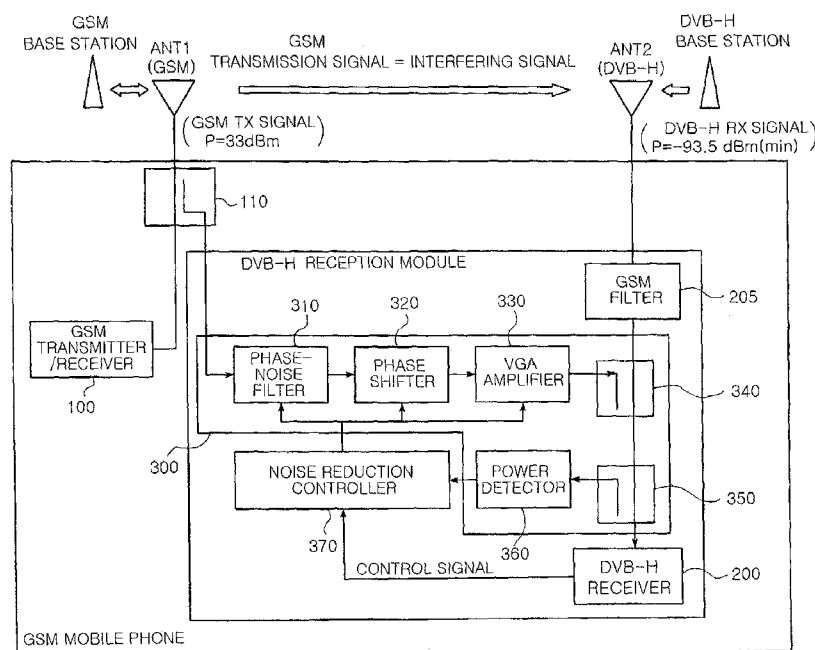 GSM
BASE STATION
ANT1
(GSM)
GSM
TRANSMISSION SIGNAL = INTERFERING SIGNAL
ANT2
(DVB-H)
DVB-H
BASE STATION
(GSM TX SIGNAL
P=33dBm)
(DVB-H RX SIGNAL
P=-93.5 dBm(min))
110
DVB-H RECEPTION MODULE
GSM
FILTER
205
GSM
TRANSMITTER
/RECEIVER
100
310
320
330
PHASE-
NOISE
FILTER
PHASE
SHIFTER
VGA
AMPLIFIER
340
300
NOISE REDUCTION
CONTROLLER
370
POWER
DETECTOR
360
350
CONTROL SIGNAL
DVB-H
RECEIVER
200
GSM MOBILE PHONE